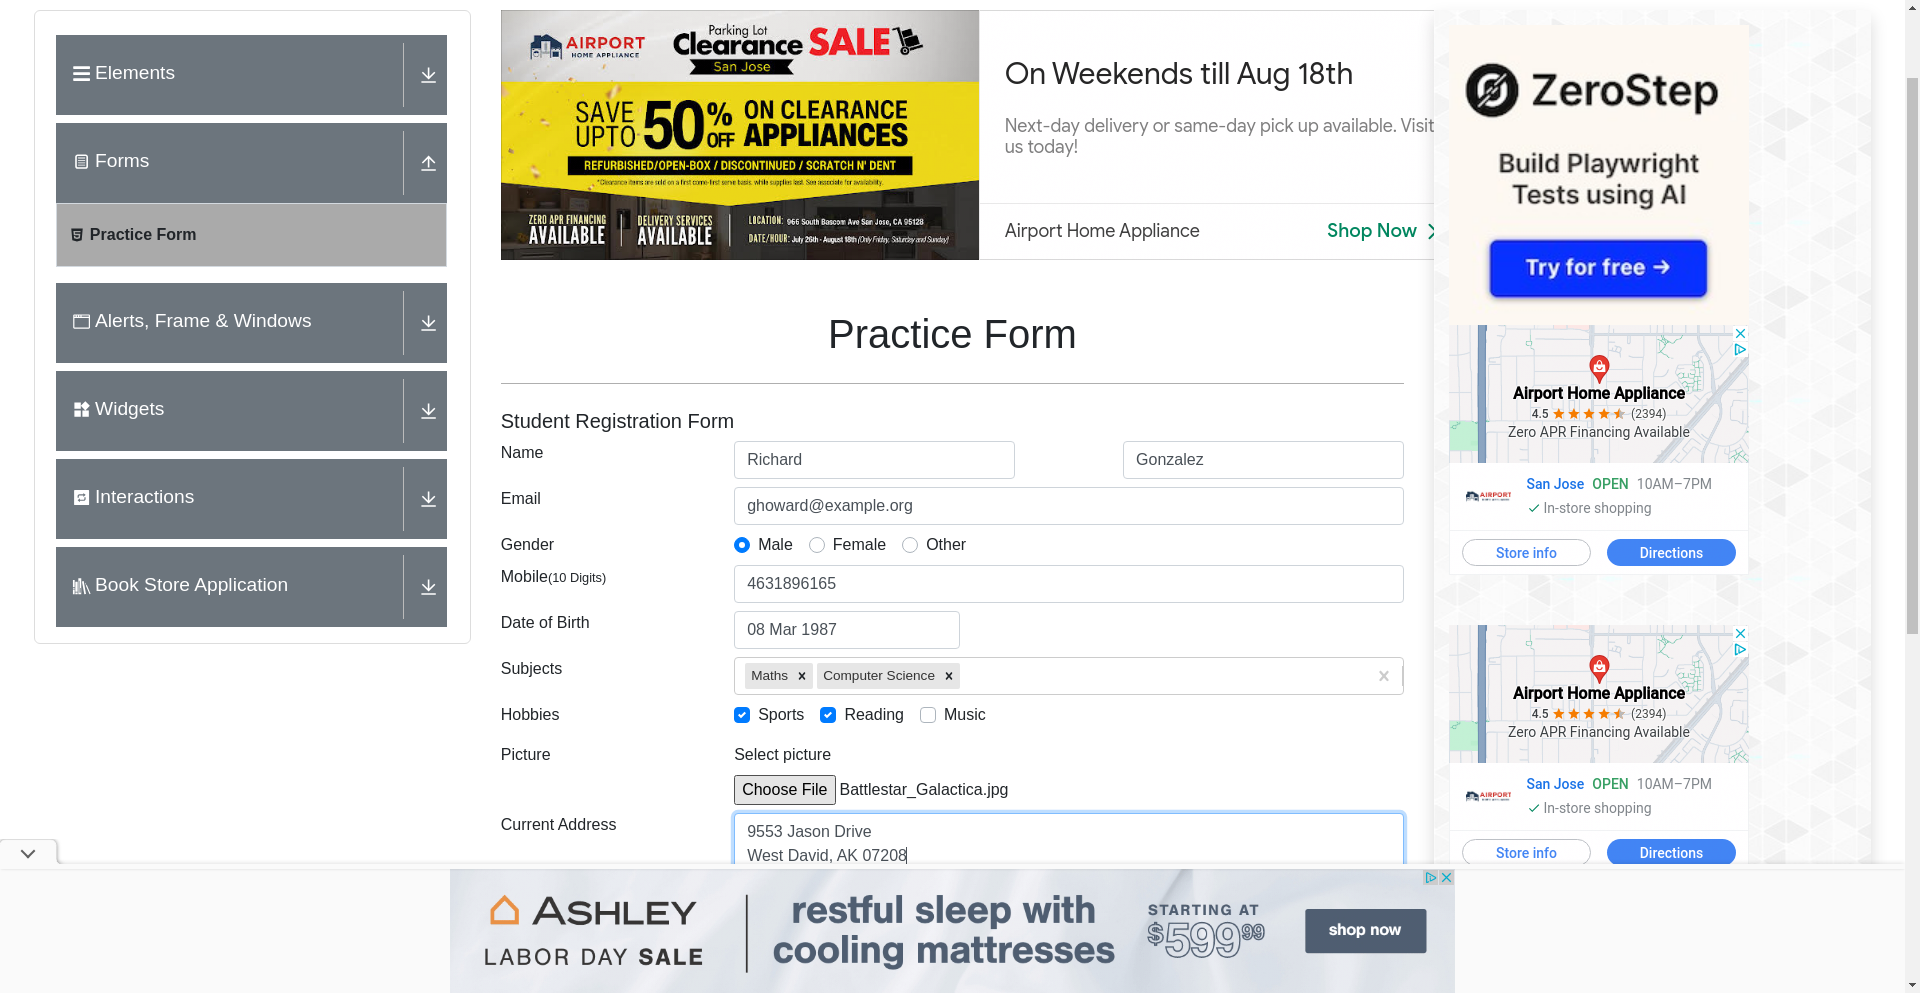 Elements
Forms
Practice Form
Alerts, Frame & Windows
Widgets
Interactions
Book Store Application
AIRPORT
HOME APPLIANCE
Parking Lot
Clearance SALE
San Jose
SAVE UPTO 50% OFF ON CLEARANCE APPLIANCES
REFURBISHED/OPEN-BOX / DISCONTINUED / SCRATCH N' DENT
*Clearance items are sold on a first come-first serve basis, while supplies last. See associate for availability.
ZERO APR FINANCING
AVAILABLE
DELIVERY SERVICES
AVAILABLE
LOCATION: 966 South Bascom Ave San Jose, CA 95128
DATE/HOUR: July 26th - August 18th (Only Friday, Saturday and Sunday)
On Weekends till Aug 18th
Next-day delivery or same-day pick up available. Visit
us today!
Airport Home Appliance
Shop Now
Practice Form
Student Registration Form
Name
Richard
Gonzalez
Email
ghoward@example.org
Gender
Male
Female
Other
Mobile(10 Digits)
4631896165
Date of Birth
08 Mar 1987
Subjects
Maths
Computer Science
Hobbies
Sports
Reading
Music
Picture
Select picture
Choose File Battlestar_Galactica.jpg
Current Address
9553 Jason Drive
West David, AK 07208
ZeroStep
Build Playwright
Tests using AI
Try for free →
Airport Home Appliance
4.5 (2394)
Zero APR Financing Available
AIRPORT
San Jose OPEN 10AM–7PM
In-store shopping
Store info
Directions
Airport Home Appliance
4.5 (2394)
Zero APR Financing Available
AIRPORT
San Jose OPEN 10AM–7PM
In-store shopping
Store info
Directions
ASHLEY
LABOR DAY SALE
restful sleep with
cooling mattresses
STARTING AT
$599⁹⁹
shop now